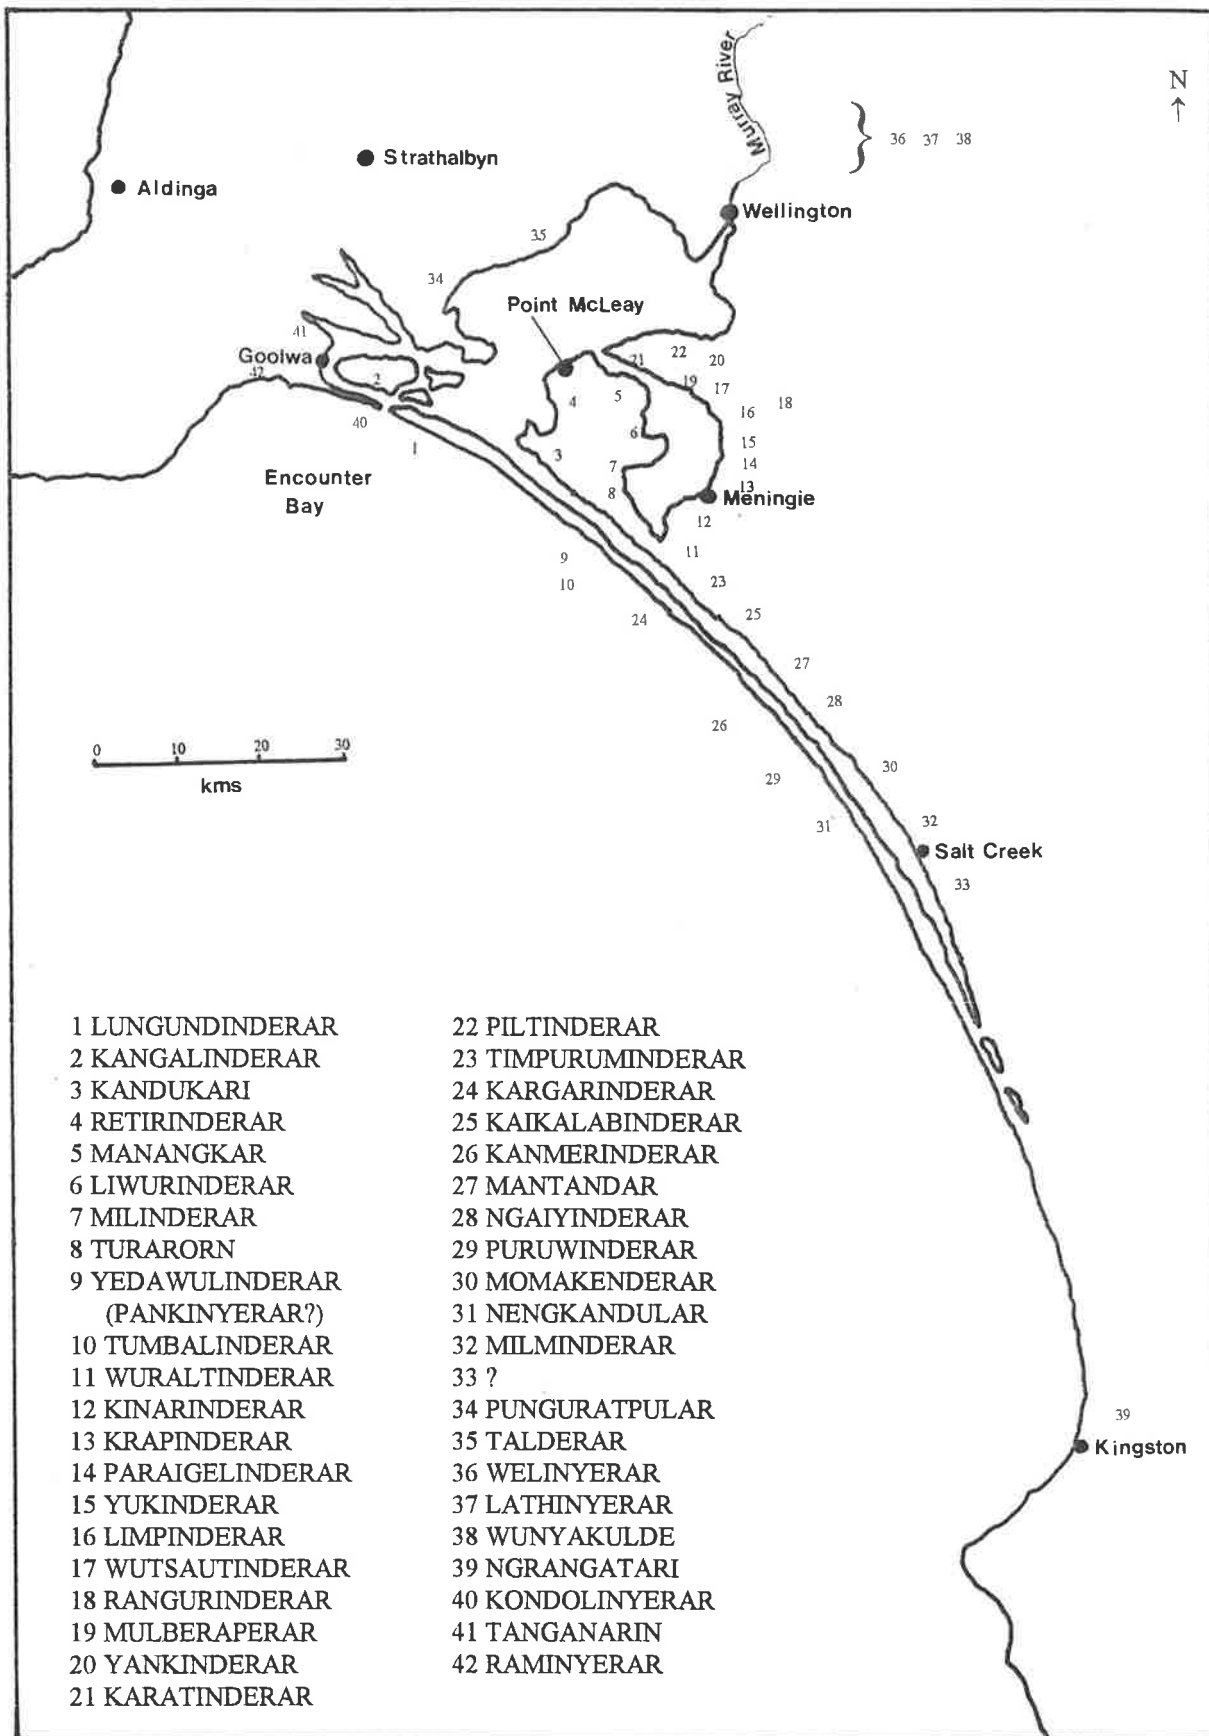 N
↑
Murray River
} 36 37 38
Strathalbyn
Aldinga
Wellington
35
34
Point McLeay
41
Goolwa
42
2
21
22
20
19
17
16
18
4
5
40
1
3
6
15
7
14
8
13
Meningie
Encounter
Bay
12
11
9
10
23
24
25
27
28
26
0 10 20 30
kms
29
30
31
32
Salt Creek
33
39
Kingston
1 LUNGUNDINDERAR
2 KANGALINDERAR
3 KANDUKARI
4 RETIRINDERAR
5 MANANGKAR
6 LIWURINDERAR
7 MILINDERAR
8 TURARORN
9 YEDAWULINDERAR
(PANKINYERAR?)
10 TUMBALINDERAR
11 WURALTINDERAR
12 KINARINDERAR
13 KRAPINDERAR
14 PARAIGELINDERAR
15 YUKINDERAR
16 LIMPINDERAR
17 WUTSAUTINDERAR
18 RANGURINDERAR
19 MULBERAPERAR
20 YANKINDERAR
21 KARATINDERAR
22 PILTINDERAR
23 TIMPURUMINDERAR
24 KARGARINDERAR
25 KAIKALABINDERAR
26 KANMERINDERAR
27 MANTANDAR
28 NGAIYINDERAR
29 PURUWINDERAR
30 MOMAKENDERAR
31 NENGKANDULAR
32 MILMINDERAR
33 ?
34 PUNGURATPULAR
35 TALDERAR
36 WELINYERAR
37 LATHINYERAR
38 WUNYAKULDE
39 NGRANGATARI
40 KONDOLINYERAR
41 TANGANARIN
42 RAMINYERAR